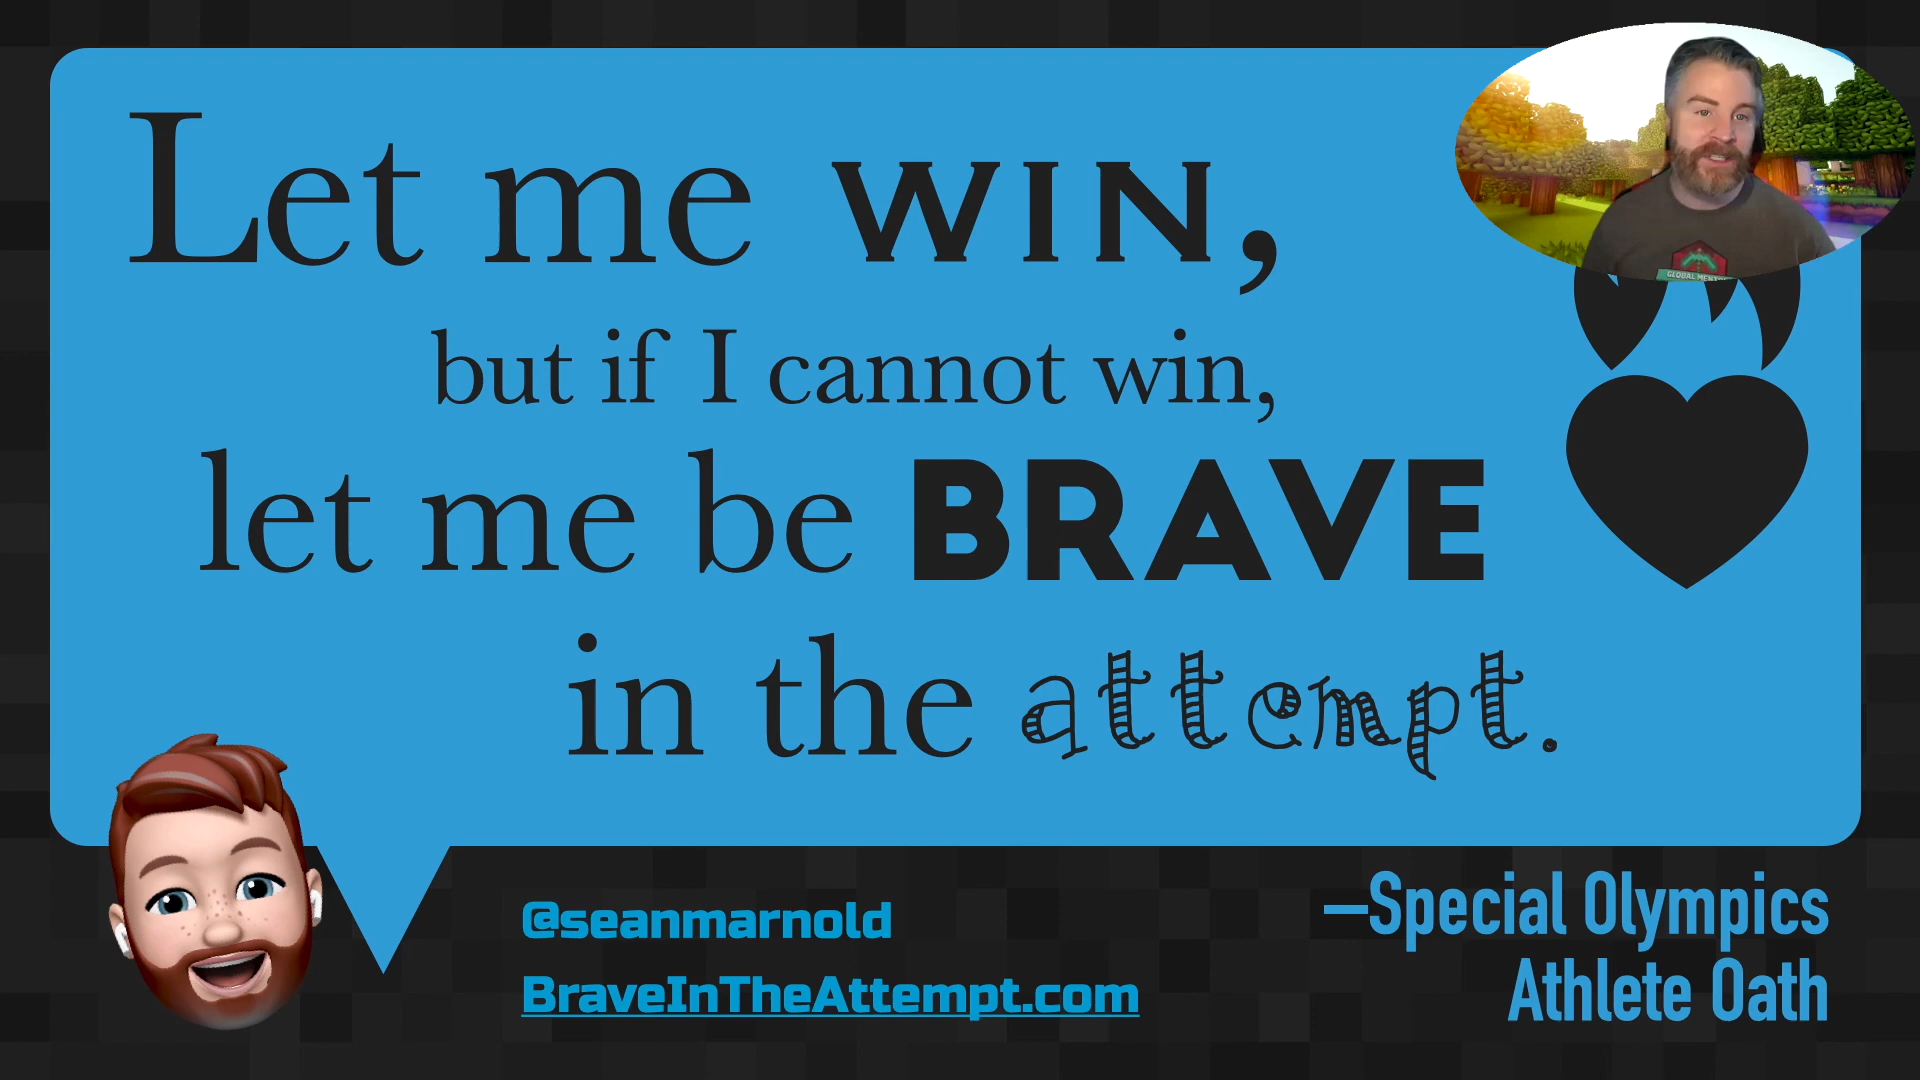 Let me WIN,
but if I cannot win,
let me be BRAVE
in the attempt.
@seanmarnold
BraveInTheAttempt.com
—Special Olympics
Athlete Oath
GLOBAL